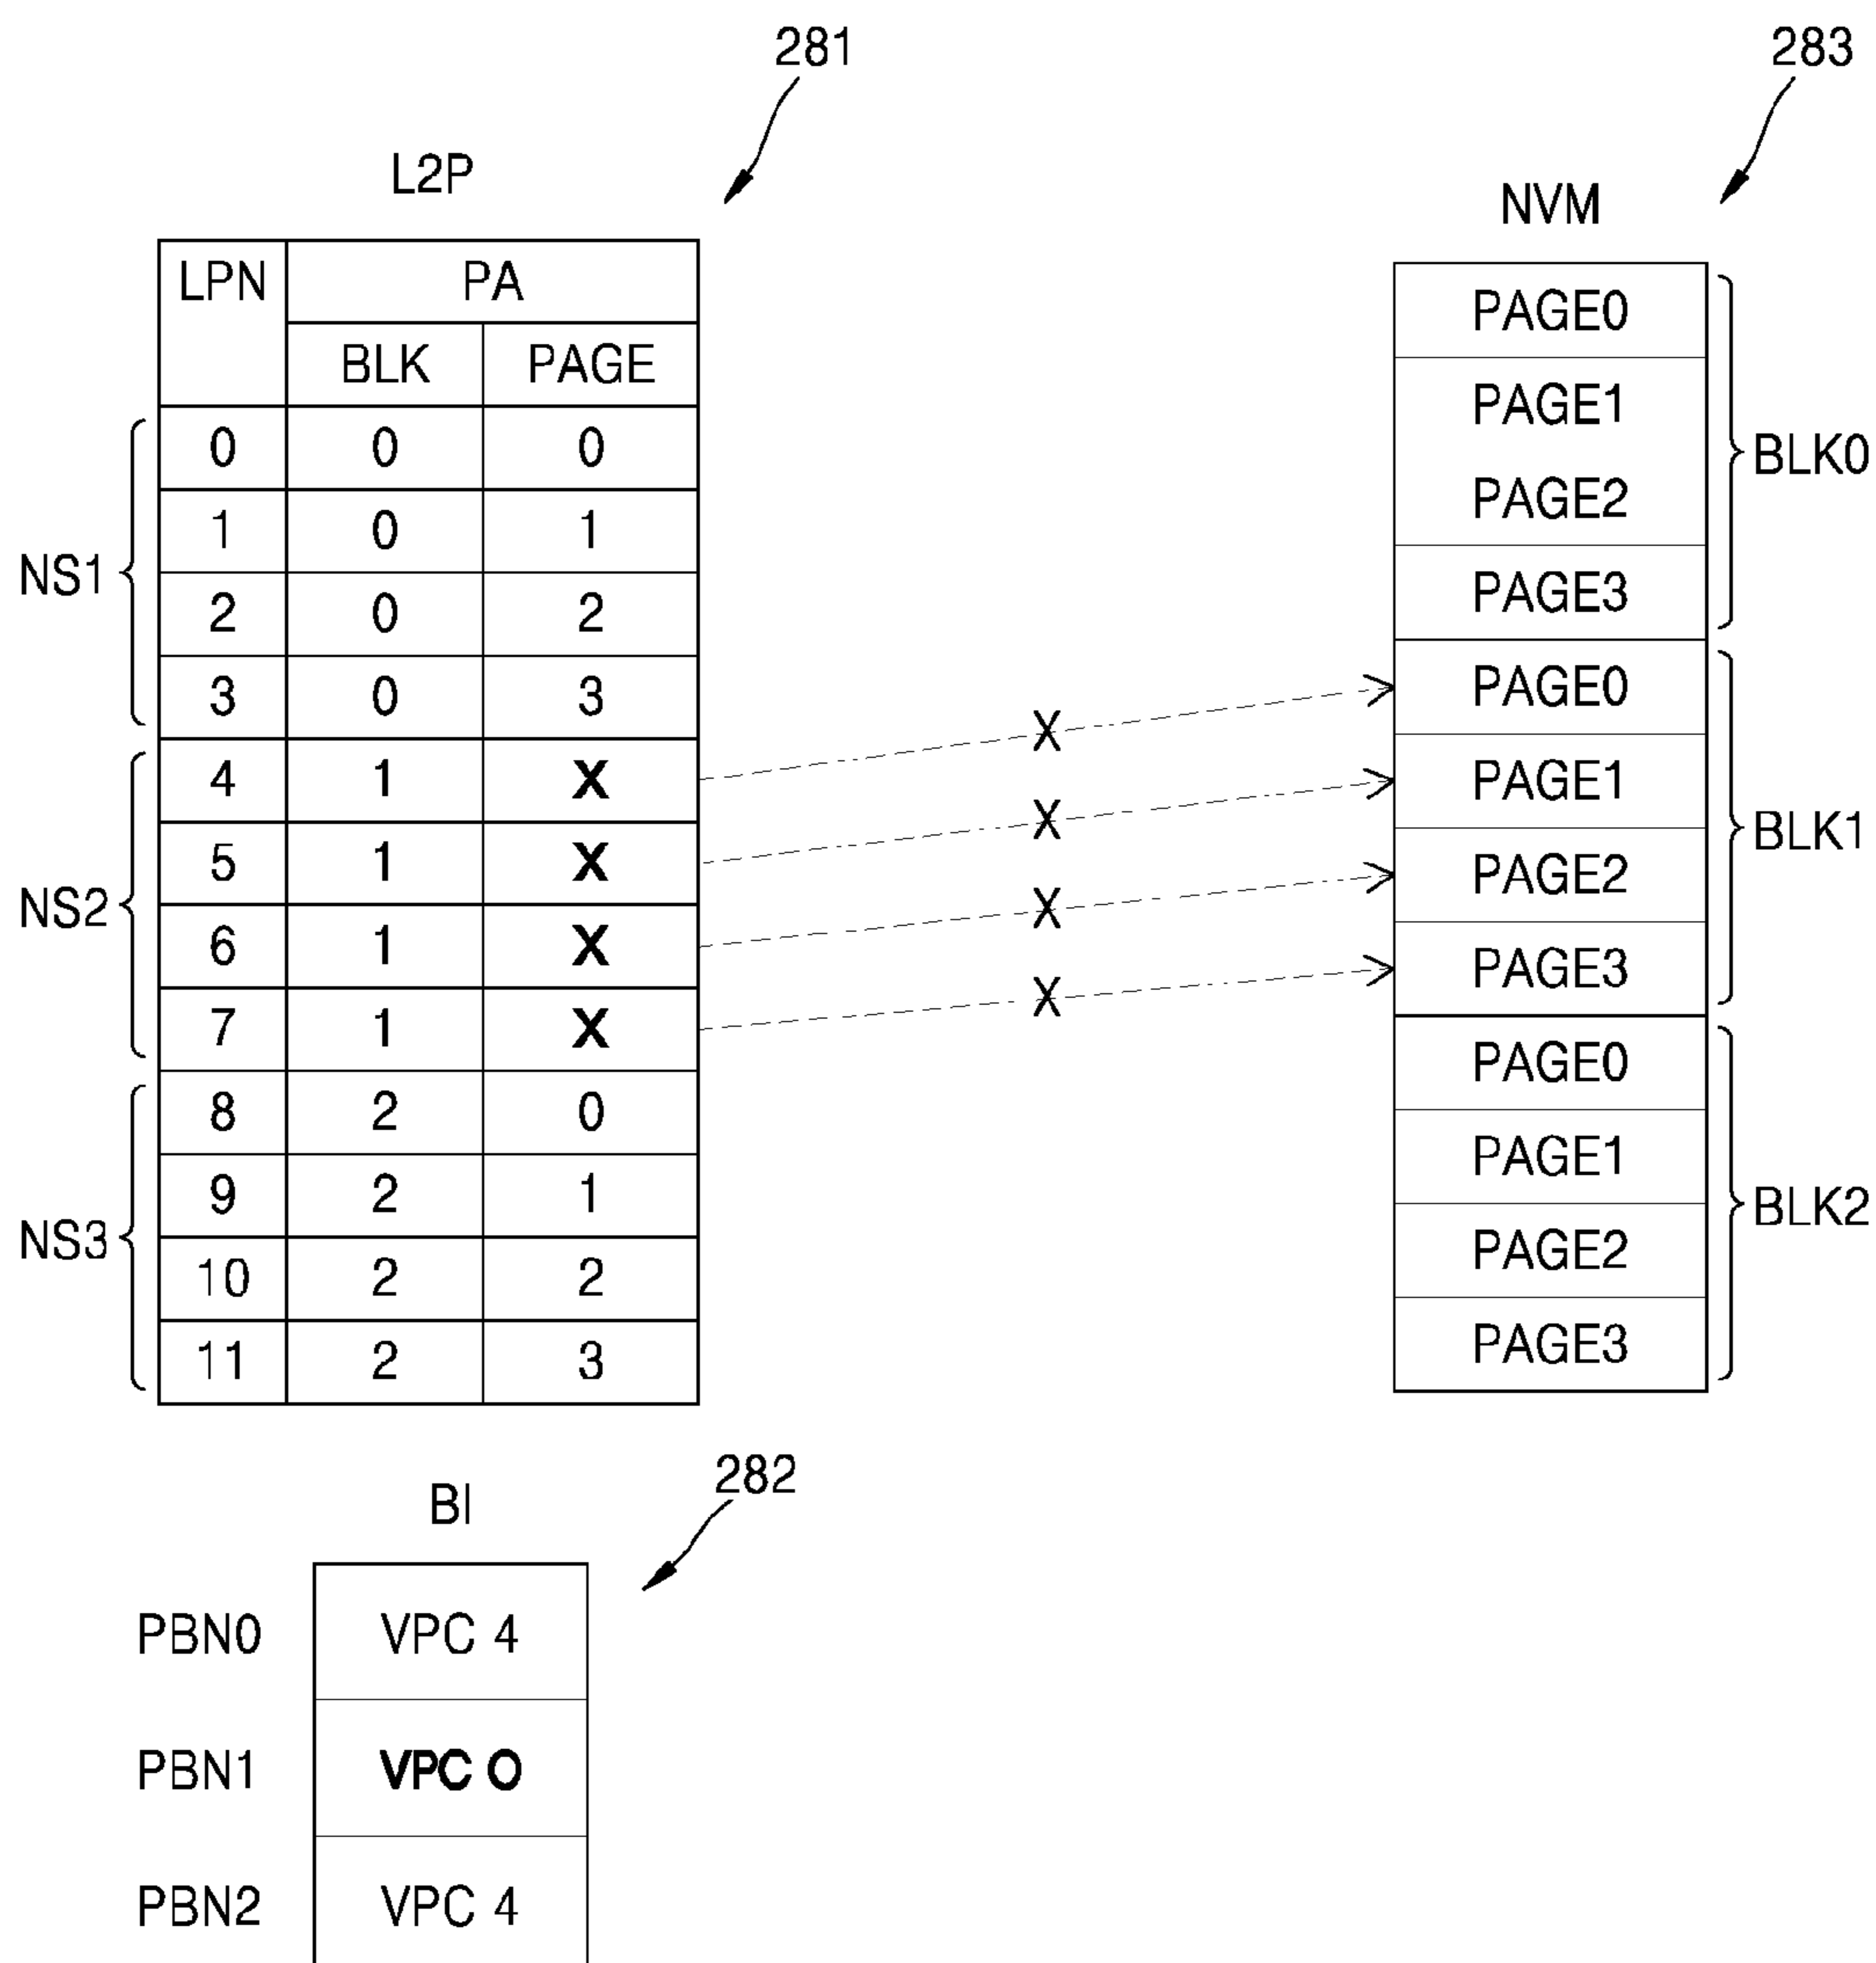 281
283
L2P
NVM
LPN PA
BLK PAGE
0 0 0
1 0 1
2 0 2
3 0 3
4 1 X
5 1 X
6 1 X
7 1 X
8 2 0
9 2 1
10 2 2
11 2 3
NS1
NS2
NS3
X
X
X
X
PAGE0
PAGE1
PAGE2
PAGE3
PAGE0
PAGE1
PAGE2
PAGE3
PAGE0
PAGE1
PAGE2
PAGE3
BLK0
BLK1
BLK2
282
BI
PBN0 VPC 4
PBN1 VPC 0
PBN2 VPC 4